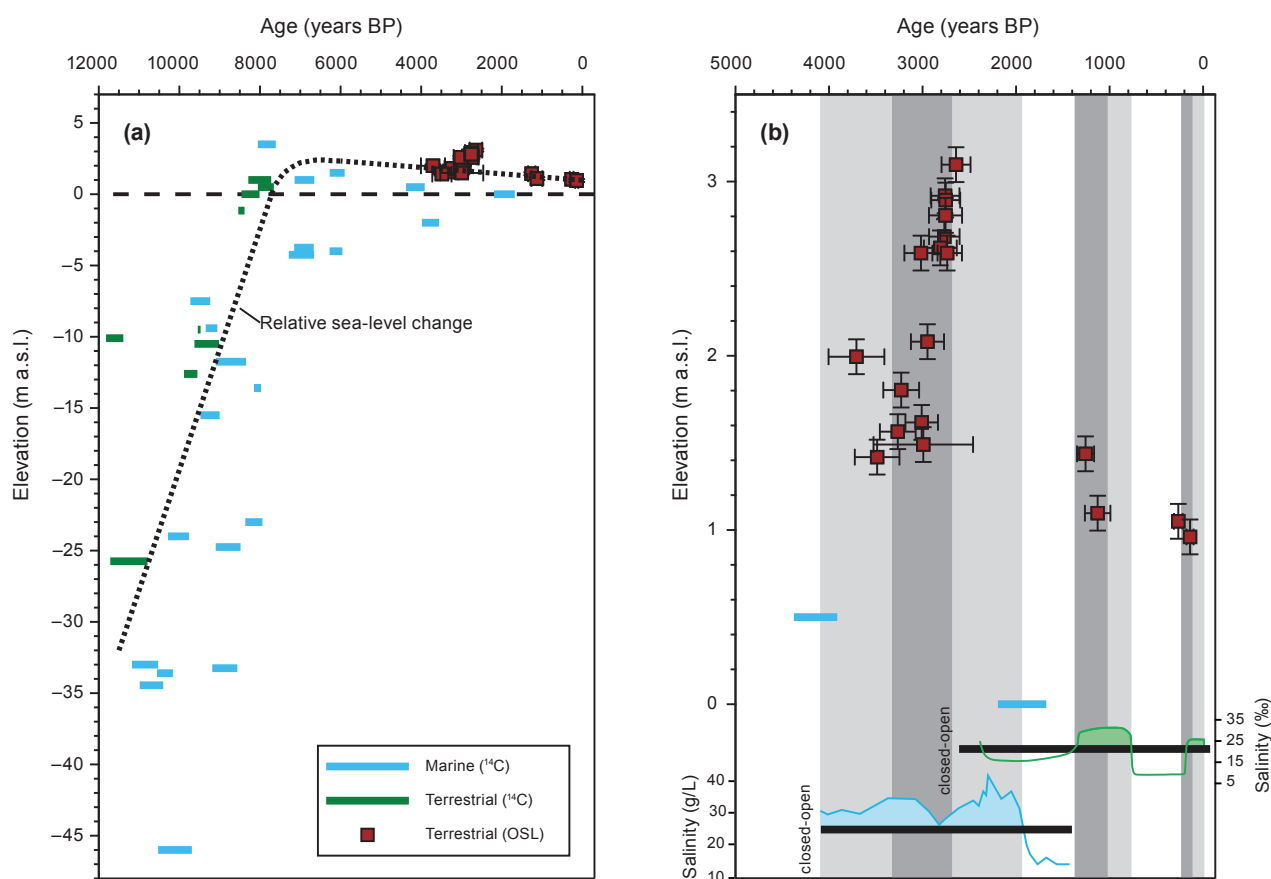 Age (years BP)
12000 10000 8000 6000 4000 2000 0
(a)
Elevation (m a.s.l.)
5
0
−5
−10
−15
−20
−25
−30
−35
−40
−45
Relative sea-level change
Marine (¹⁴C)
Terrestrial (¹⁴C)
Terrestrial (OSL)
Age (years BP)
5000 4000 3000 2000 1000 0
(b)
Elevation (m a.s.l.)
3
2
1
0
closed-open
35
25
15
5
Salinity (‰)
closed-open
Salinity (g/L)
40
30
20
10